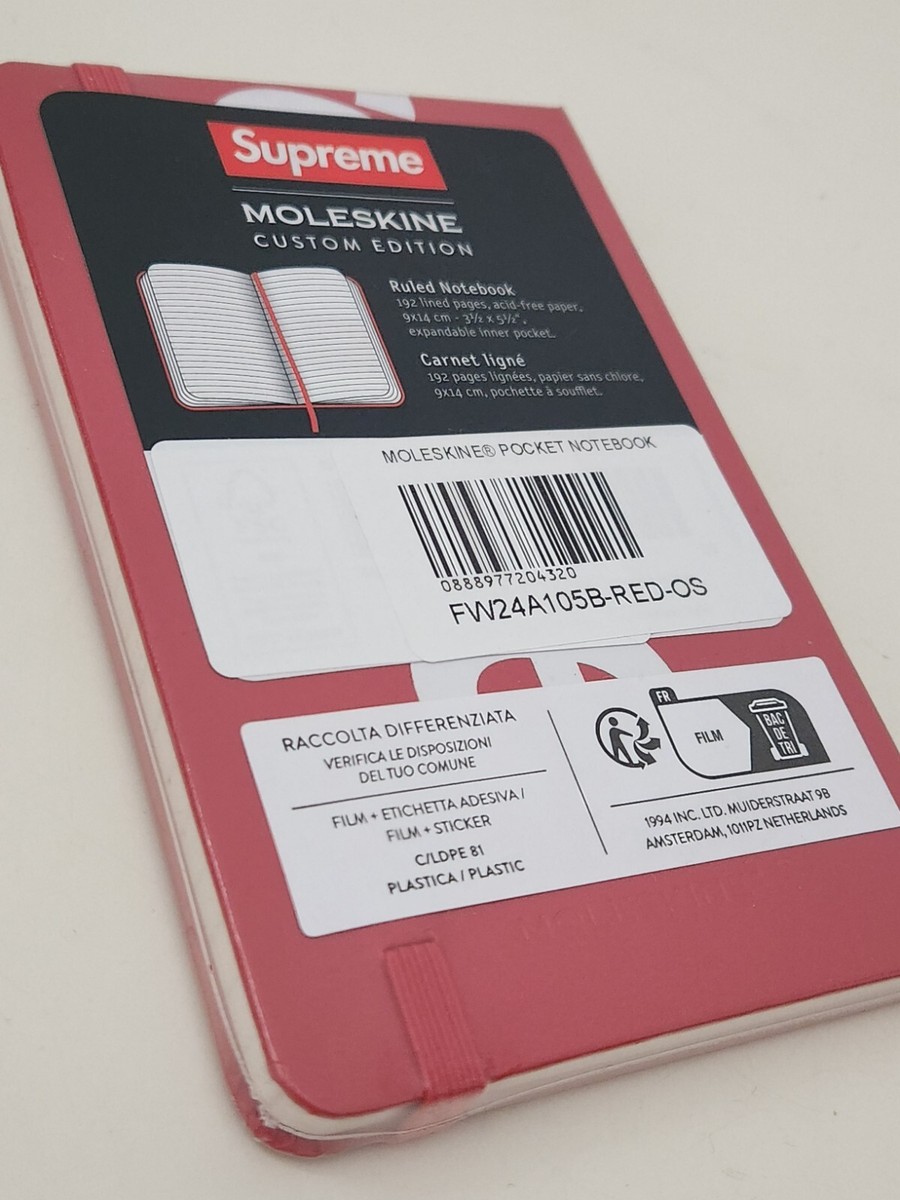 Supreme
MOLESKINE
CUSTOM EDITION
Ruled Notebook
192 lined pages, acid-free paper,
9x14 cm - 3½ x 5½",
expandable inner pocket.
Carnet ligné
192 pages lignées, papier sans chlore,
9x14 cm, pochette à soufflet.
MOLESKINE® POCKET NOTEBOOK
0888977204320
FW24A105B-RED-OS
RACCOLTA DIFFERENZIATA
VERIFICA LE DISPOSIZIONI
DEL TUO COMUNE
FILM + ETICHETTA ADESIVA /
FILM + STICKER
C/LDPE 81
PLASTICA / PLASTIC
FR
FILM
BAC
DE
TRI
1994 INC. LTD. MUIDERSTRAAT 9B
AMSTERDAM, 1011PZ NETHERLANDS